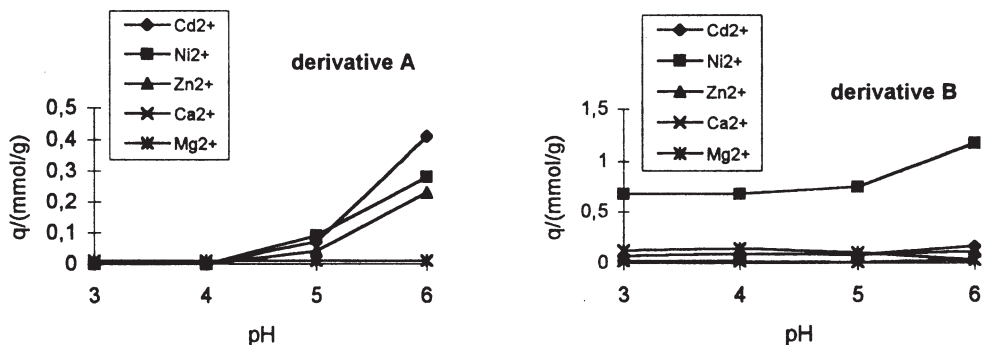 Cd2+
Ni2+
Zn2+
Ca2+
Mg2+
derivative A
0,5
0,4
0,3
0,2
0,1
0
q/(mmol/g)
3 4 5 6
pH
Cd2+
Ni2+
Zn2+
Ca2+
Mg2+
derivative B
1,5
1
0,5
0
q/(mmol/g)
3 4 5 6
pH